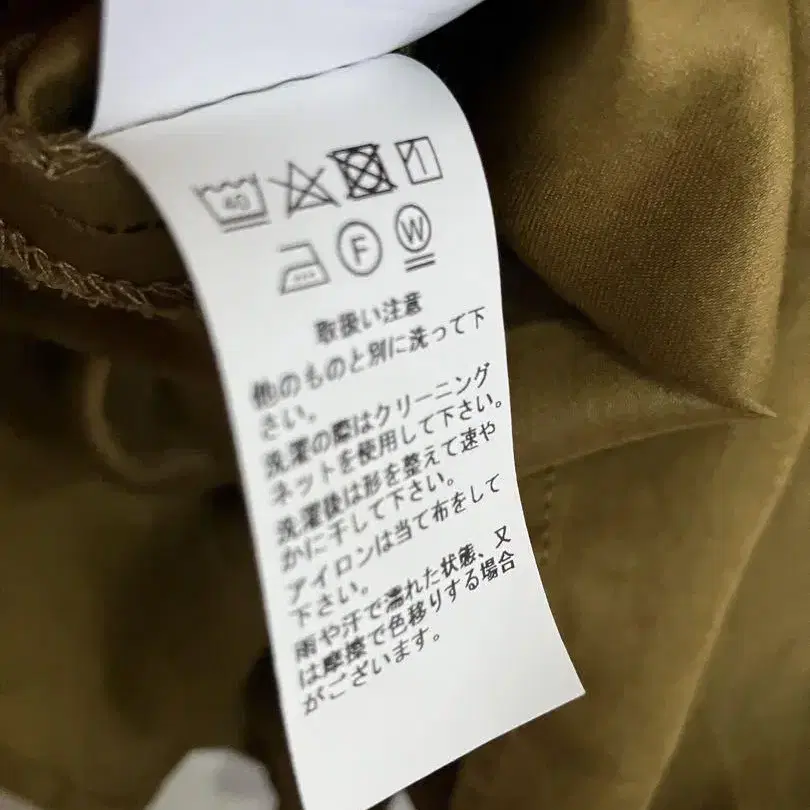 40
F
W
取扱い注意
他のものと別に洗って下
さい。
洗濯の際はクリーニング
ネットを使用して下さい。
洗濯後は形を整えて速や
かに干して下さい。
アイロンは当て布をして
下さい。
雨や汗で濡れた状態、又
は摩擦で色移りする場合
がございます。